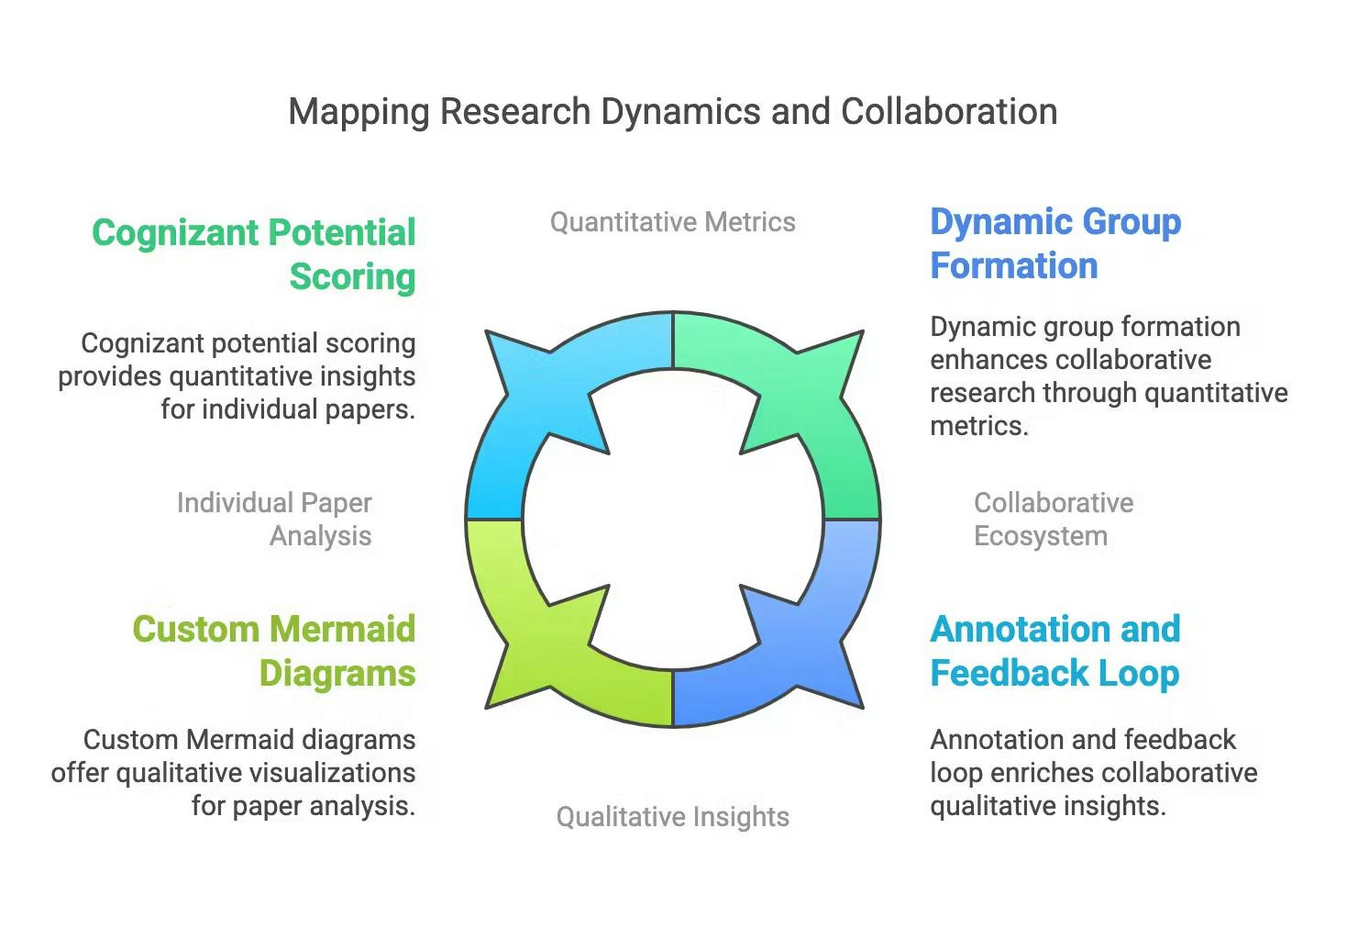 Mapping Research Dynamics and Collaboration
Cognizant Potential
Scoring
Cognizant potential scoring
provides quantitative insights
for individual papers.
Quantitative Metrics
Dynamic Group
Formation
Dynamic group formation
enhances collaborative
research through quantitative
metrics.
Individual Paper
Analysis
Collaborative
Ecosystem
Custom Mermaid
Diagrams
Custom Mermaid diagrams
offer qualitative visualizations
for paper analysis.
Qualitative Insights
Annotation and
Feedback Loop
Annotation and feedback
loop enriches collaborative
qualitative insights.